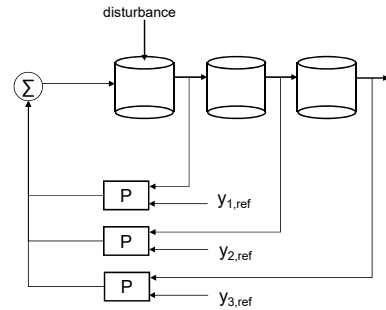 disturbance
Σ
P
y1,ref
P
y2,ref
P
y3,ref